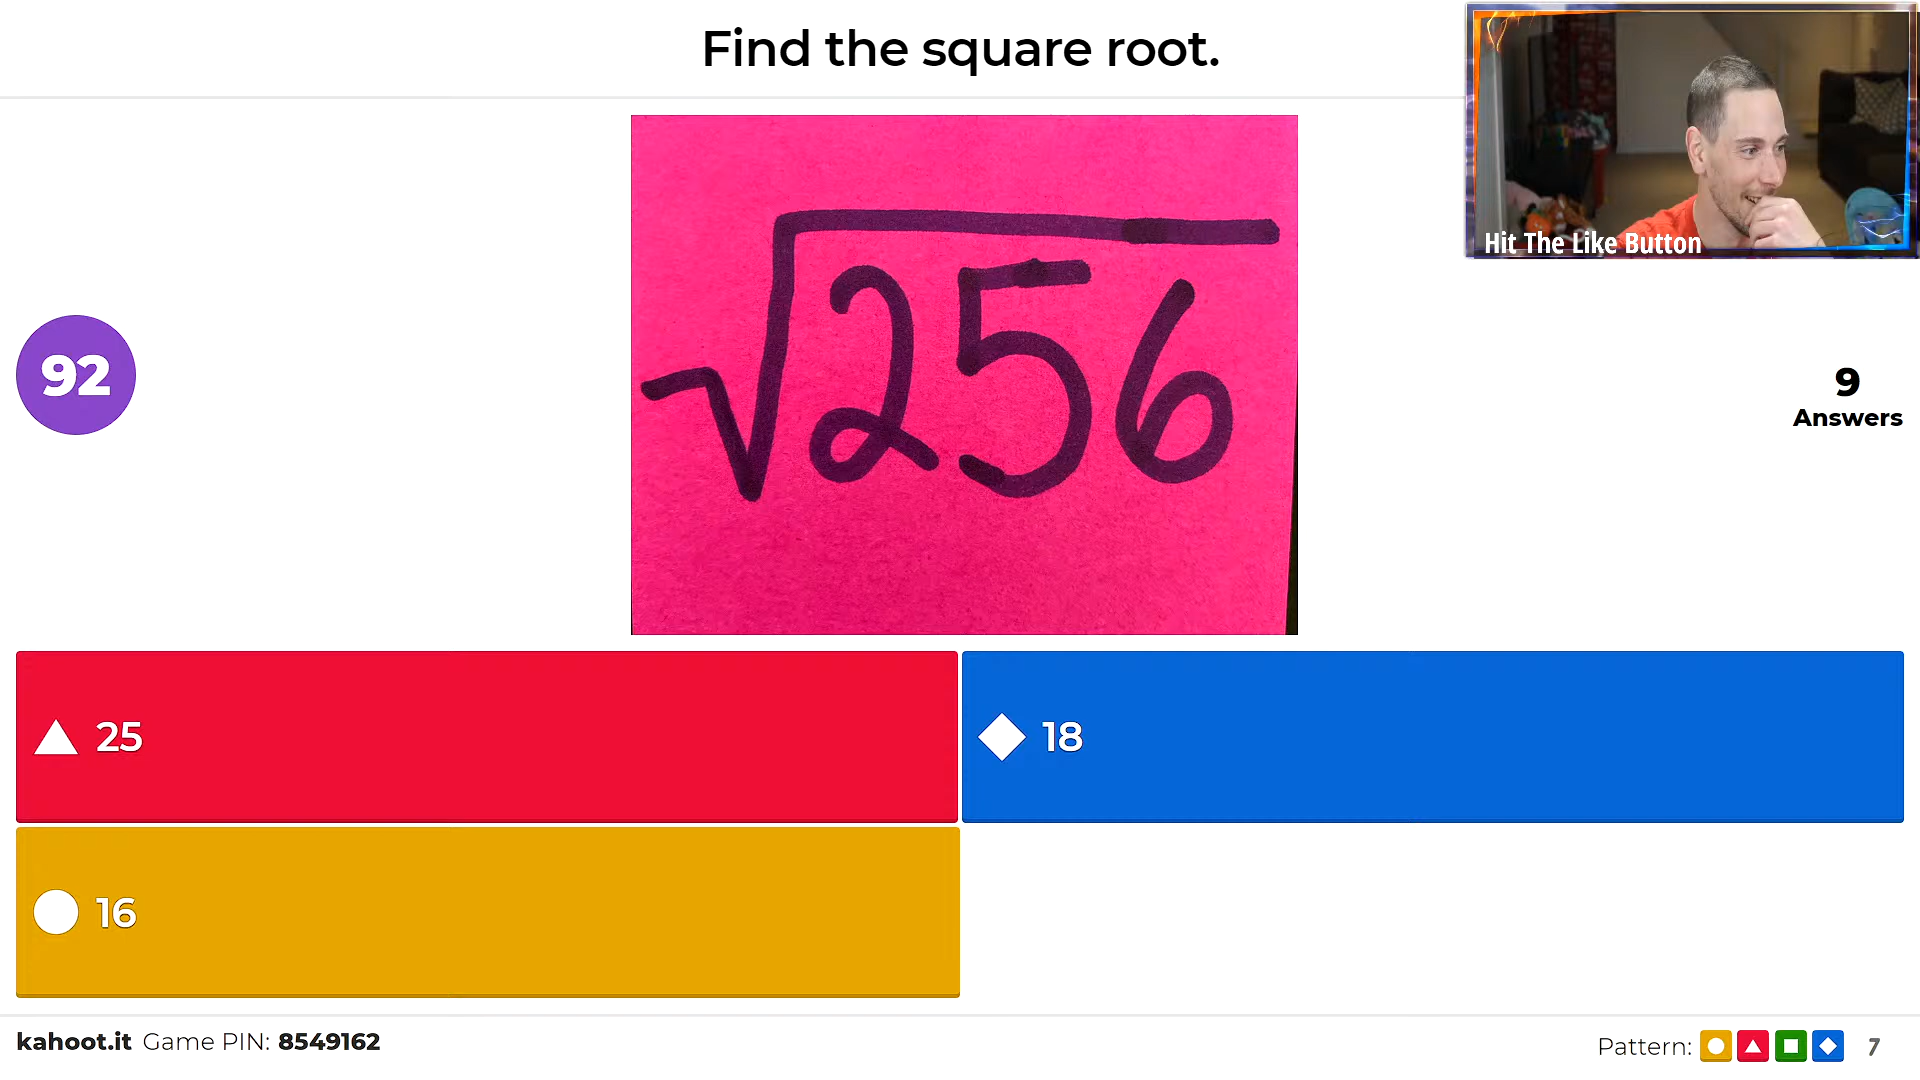 Find the square root.
Hit The Like Button
√256
92
9
Answers
25
18
16
kahoot.it Game PIN: 8549162
Pattern: 7